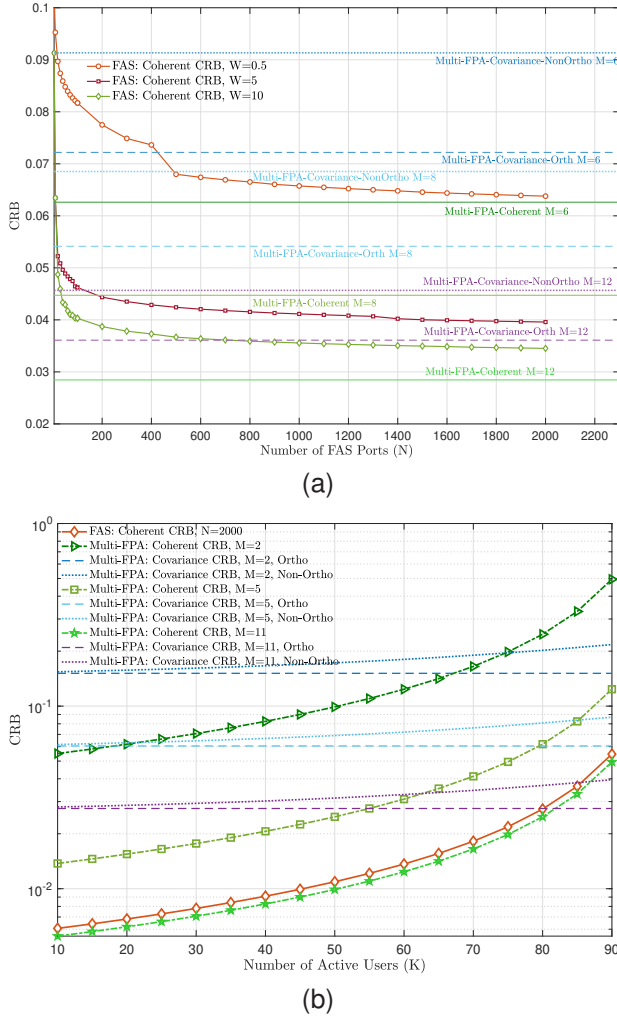 0.1
0.09
0.08
0.07
0.06
0.05
0.04
0.03
0.02
CRB
FAS: Coherent CRB, W=0.5
FAS: Coherent CRB, W=5
FAS: Coherent CRB, W=10
Multi-FPA-Covariance-NonOrtho M=6
Multi-FPA-Covariance-Orth M=6
Multi-FPA-Covariance-NonOrtho M=8
Multi-FPA-Coherent M=6
Multi-FPA-Covariance-Orth M=8
Multi-FPA-Covariance-NonOrtho M=12
Multi-FPA-Coherent M=8
Multi-FPA-Covariance-Orth M=12
Multi-FPA-Coherent M=12
200 400 600 800 1000 1200 1400 1600 1800 2000 2200
Number of FAS Ports (N)
(a)
10^0
10^-1
10^-2
CRB
FAS: Coherent CRB, N=2000
Multi-FPA: Coherent CRB, M=2
Multi-FPA: Covariance CRB, M=2, Ortho
Multi-FPA: Covariance CRB, M=2, Non-Ortho
Multi-FPA: Coherent CRB, M=5
Multi-FPA: Covariance CRB, M=5, Ortho
Multi-FPA: Covariance CRB, M=5, Non-Ortho
Multi-FPA: Coherent CRB, M=11
Multi-FPA: Covariance CRB, M=11, Ortho
Multi-FPA: Covariance CRB, M=11, Non-Ortho
10 20 30 40 50 60 70 80 90
Number of Active Users (K)
(b)